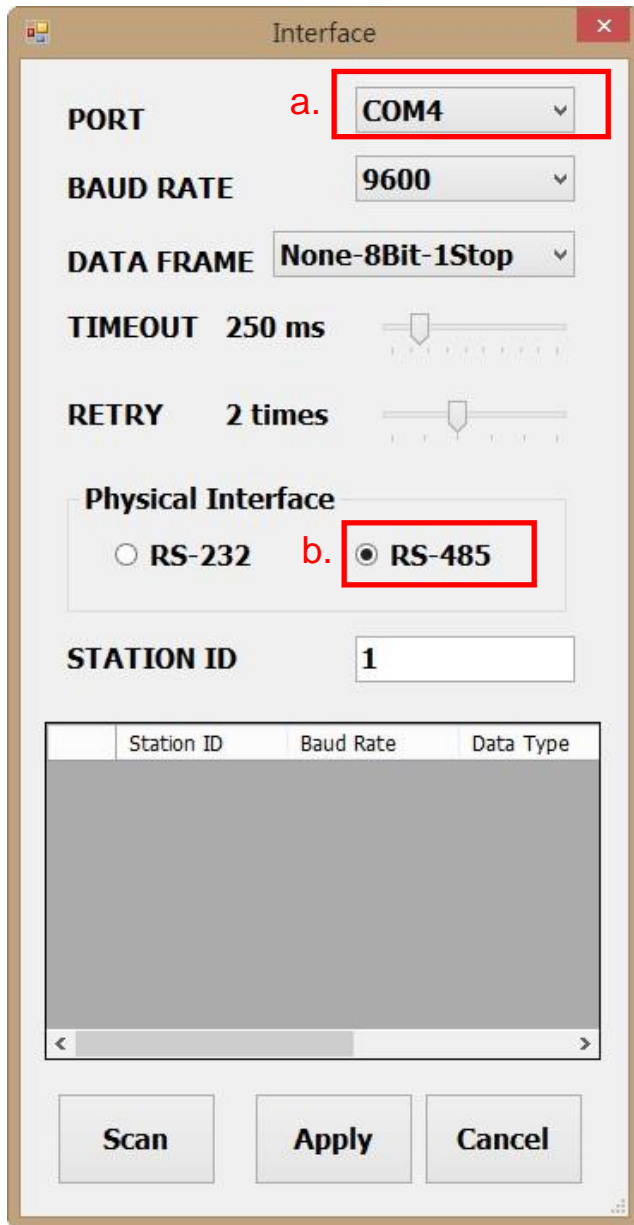 Interface
PORT a. COM4
BAUD RATE 9600
DATA FRAME None-8Bit-1Stop
TIMEOUT 250 ms
RETRY 2 times
Physical Interface
RS-232 b. RS-485
STATION ID 1
Station ID Baud Rate Data Type
Scan Apply Cancel